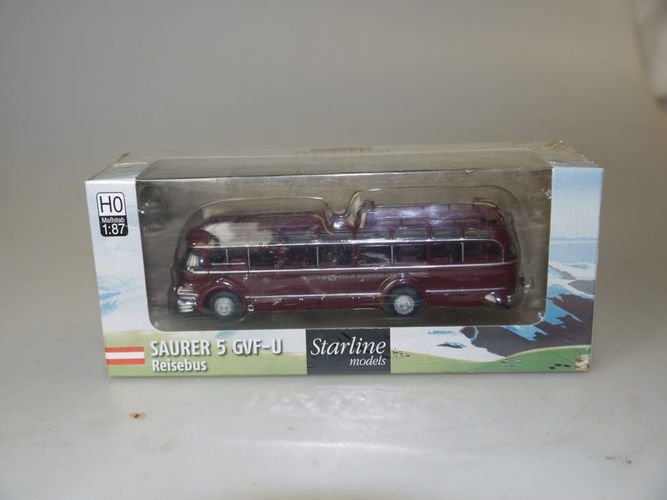 H0
Maßstab
1:87
SAURER 5 GVF-U
Reisebus
Starline
models